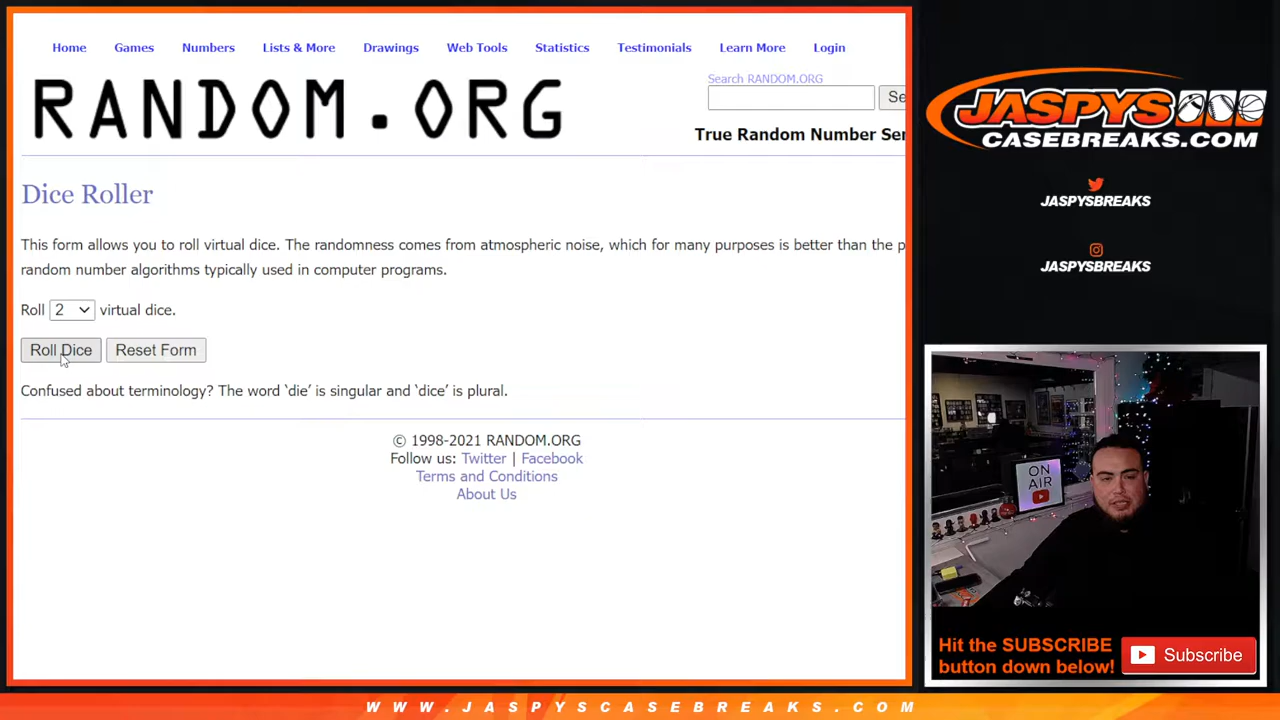 Home Games Numbers Lists & More Drawings Web Tools Statistics Testimonials Learn More Login
RANDOM.ORG
Search RANDOM.ORG
Se
True Random Number Ser
Dice Roller
This form allows you to roll virtual dice. The randomness comes from atmospheric noise, which for many purposes is better than the p
random number algorithms typically used in computer programs.
Roll 2 virtual dice.
Roll Dice Reset Form
Confused about terminology? The word ‘die’ is singular and ‘dice’ is plural.
© 1998-2021 RANDOM.ORG
Follow us: Twitter | Facebook
Terms and Conditions
About Us
JASPYS
CASEBREAKS.COM
JASPYSBREAKS
JASPYSBREAKS
ON
AIR
Hit the SUBSCRIBE
button down below!
Subscribe
WWW.JASPYSCASEBREAKS.COM